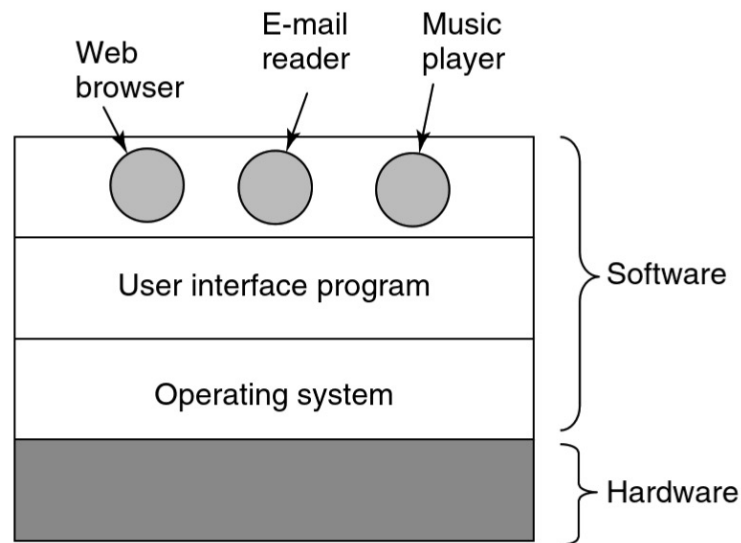 Web
browser
E-mail
reader
Music
player
User interface program
Operating system
Software
Hardware